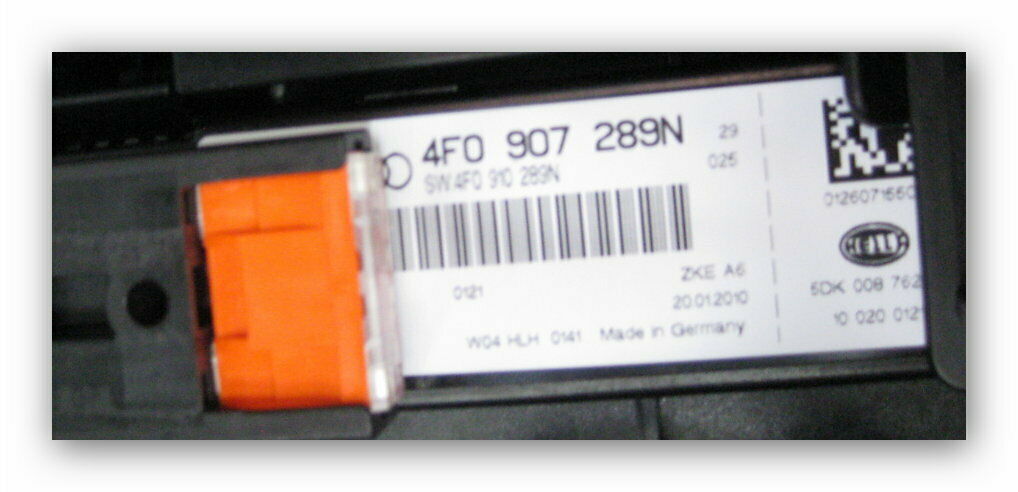 4F0 907 289N
29
SW:4F0 910 289N
025
0121
ZKE A6
20.01.2010
W04 HLH 0141 Made in Germany
HELLA
5DK 008 762
10 020 0121